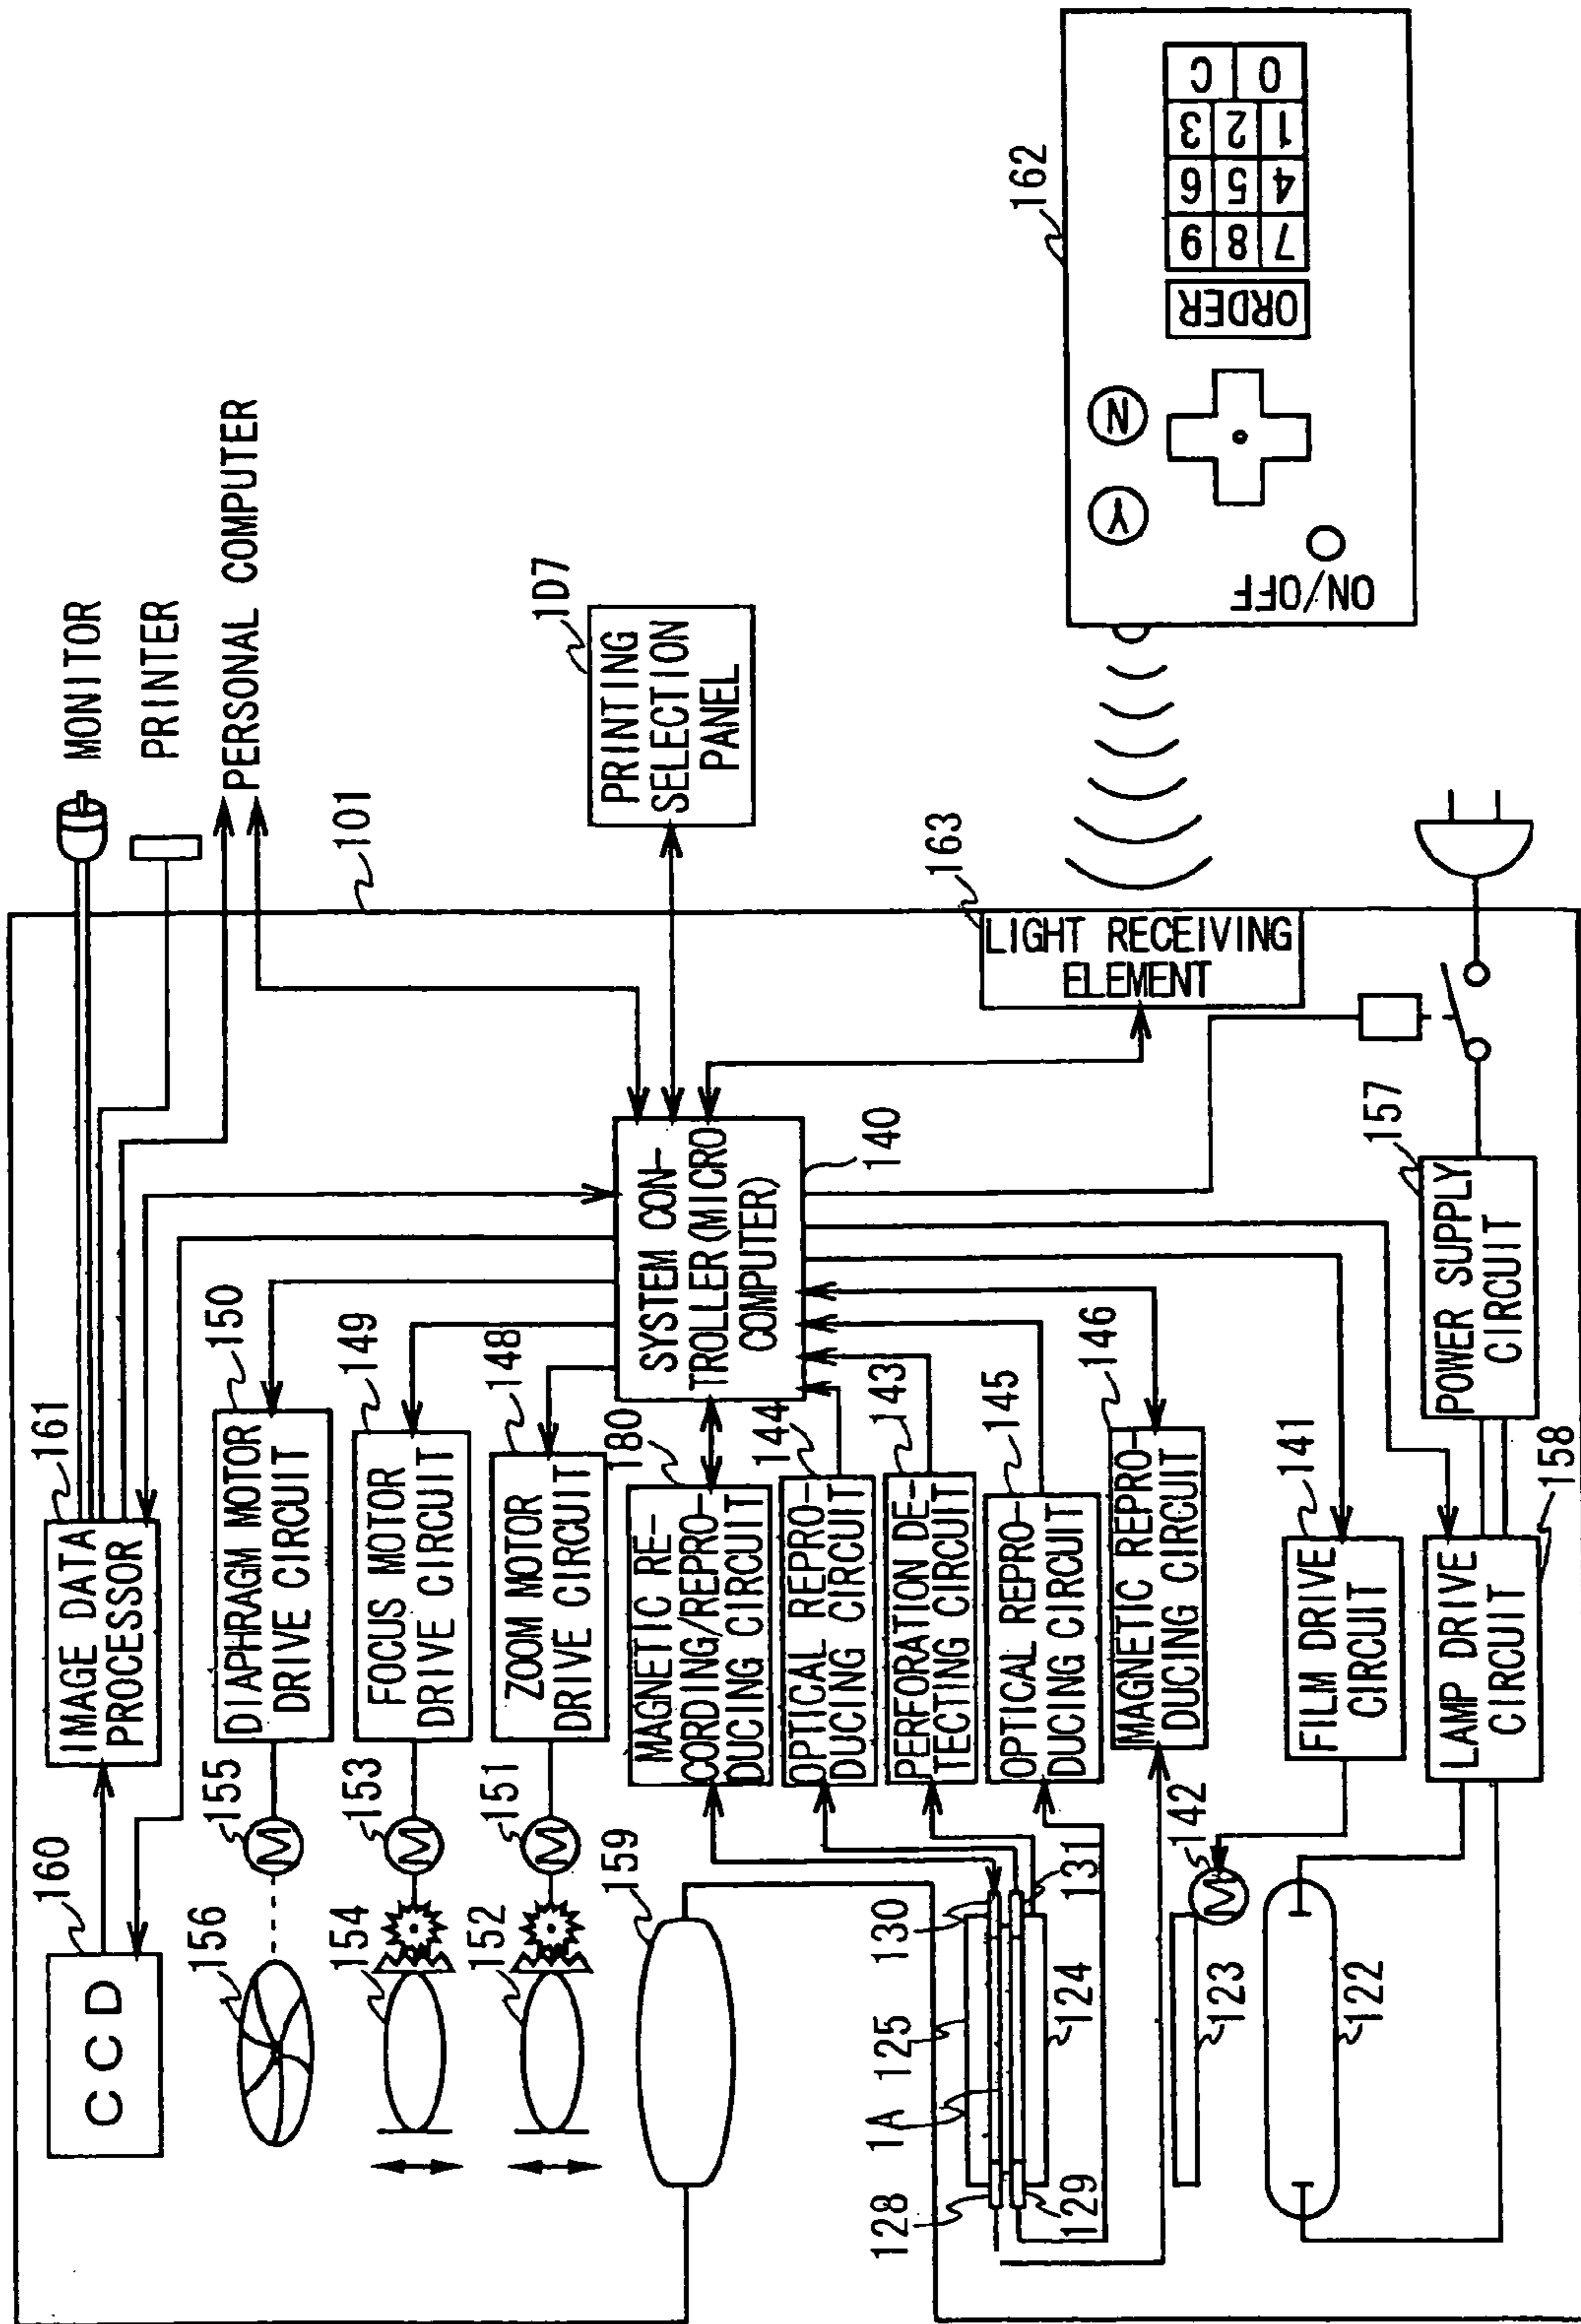 160
CCD
161
IMAGE DATA
PROCESSOR
MONITOR
PRINTER
PERSONAL COMPUTER
101
156
155
M
150
DIAPHRAGM MOTOR
DRIVE CIRCUIT
154
153
M
149
FOCUS MOTOR
DRIVE CIRCUIT
152
151
M
148
ZOOM MOTOR
DRIVE CIRCUIT
1D7
PRINTING
SELECTION
PANEL
SYSTEM CON-
TROLLER(MICRO
COMPUTER)
140
159
180
MAGNETIC RE-
CORDING/REPRO-
DUCING CIRCUIT
144
OPTICAL REPRO-
DUCING CIRCUIT
143
PERFORATION DE-
TECTING CIRCUIT
145
OPTICAL REPRO-
DUCING CIRCUIT
146
MAGNETIC REPRO-
DUCING CIRCUIT
163
LIGHT RECEIVING
ELEMENT
128
1A
125
130
129
124
131
123
142
M
141
FILM DRIVE
CIRCUIT
122
LAMP DRIVE
CIRCUIT
158
157
POWER SUPPLY
CIRCUIT
162
ON/OFF
Y
N
ORDER
7 8 9
4 5 6
1 2 3
0 C